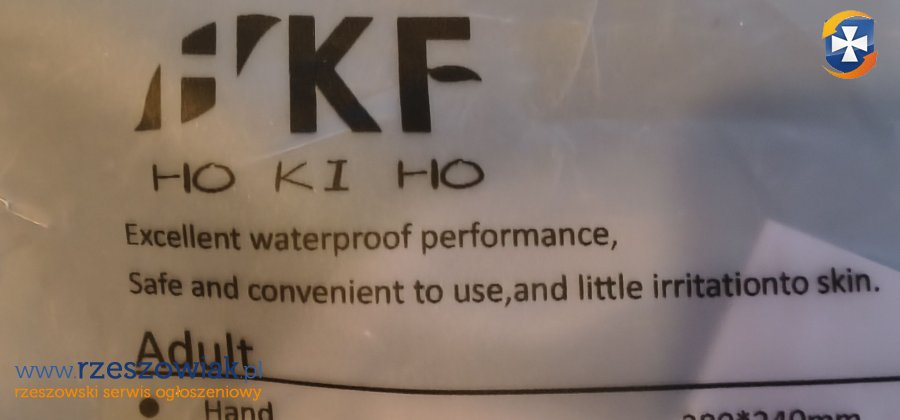 HKF
HO KI HO
Excellent waterproof performance,
Safe and convenient to use,and little irritationto skin.
Adult
www.rzeszowiak.pl
rzeszowski serwis ogłoszeniowy
• Hand